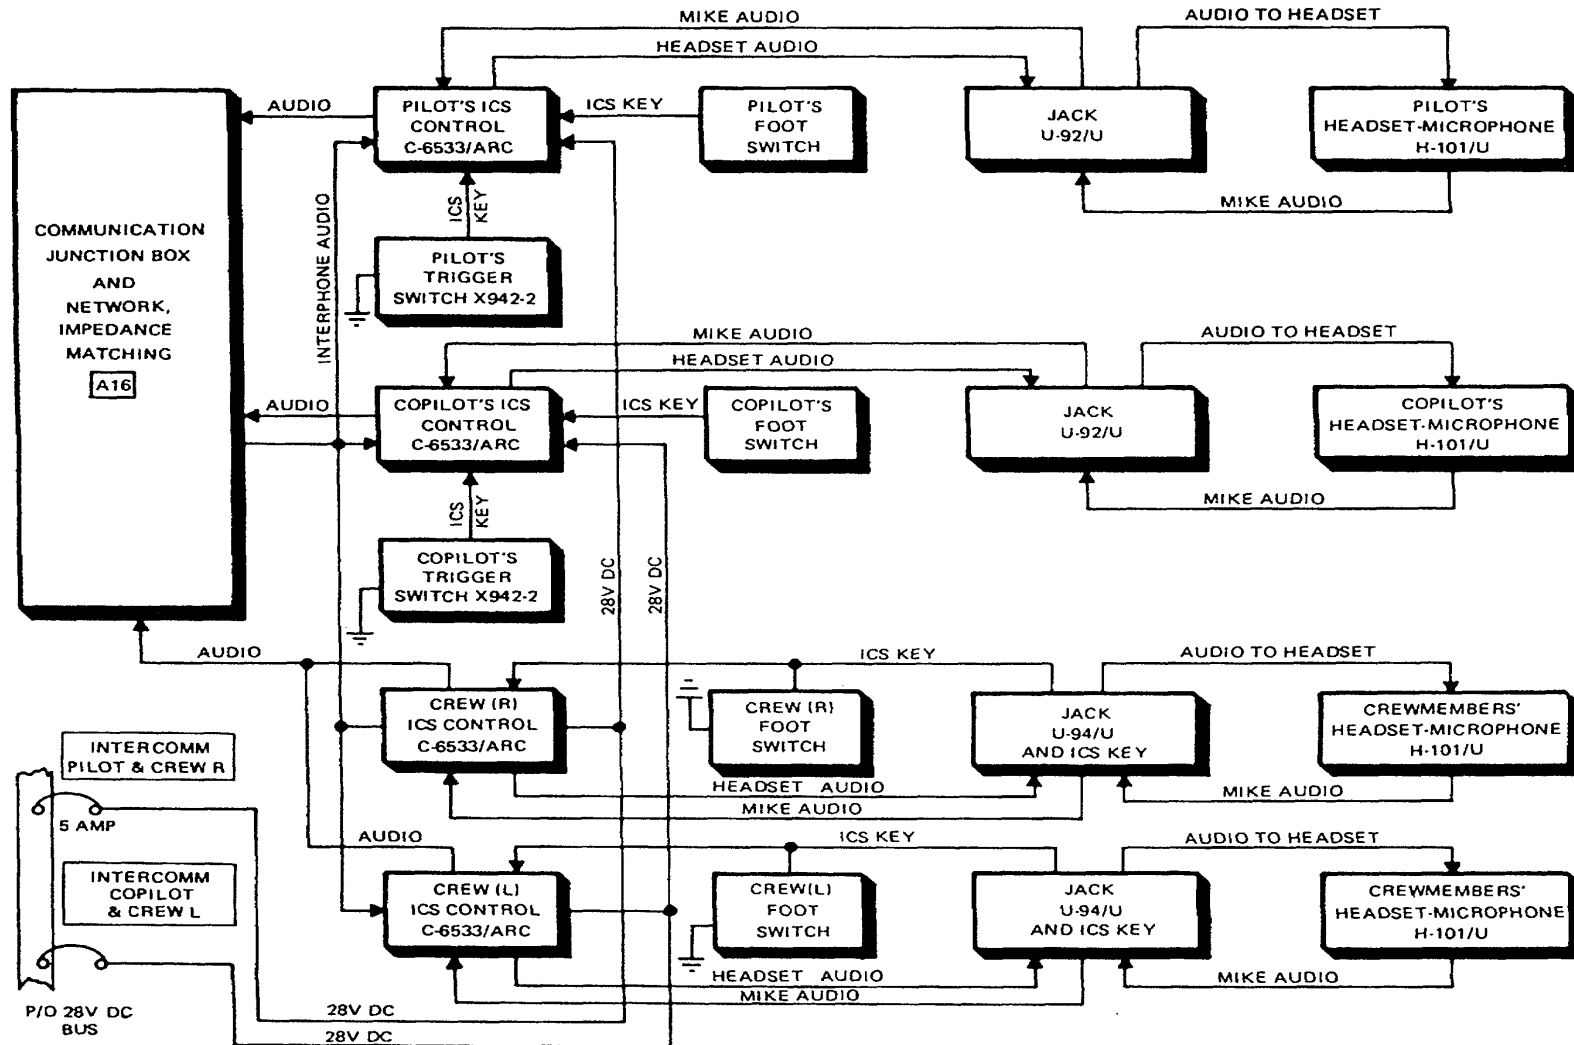 MIKE AUDIO
AUDIO TO HEADSET
HEADSET AUDIO
AUDIO
PILOT'S ICS
CONTROL
C-6533/ARC
ICS KEY
PILOT'S
FOOT
SWITCH
JACK
U-92/U
PILOT'S
HEADSET-MICROPHONE
H-101/U
MIKE AUDIO
ICS
KEY
INTERPHONE AUDIO
COMMUNICATION
JUNCTION BOX
AND
NETWORK,
IMPEDANCE
MATCHING
A16
PILOT'S
TRIGGER
SWITCH X942-2
MIKE AUDIO
AUDIO TO HEADSET
HEADSET AUDIO
AUDIO
COPILOT'S ICS
CONTROL
C-6533/ARC
ICS KEY
COPILOT'S
FOOT
SWITCH
JACK
U-92/U
COPILOT'S
HEADSET-MICROPHONE
H-101/U
MIKE AUDIO
ICS
KEY
COPILOT'S
TRIGGER
SWITCH X942-2
28V DC
28V DC
AUDIO
ICS KEY
AUDIO TO HEADSET
CREW (R)
ICS CONTROL
C-6533/ARC
CREW (R)
FOOT
SWITCH
JACK
U-94/U
AND ICS KEY
CREWMEMBERS'
HEADSET-MICROPHONE
H-101/U
HEADSET AUDIO
MIKE AUDIO
MIKE AUDIO
INTERCOMM
PILOT & CREW R
5 AMP
AUDIO
ICS KEY
AUDIO TO HEADSET
INTERCOMM
COPILOT
& CREW L
CREW (L)
ICS CONTROL
C-6533/ARC
CREW(L)
FOOT
SWITCH
JACK
U-94/U
AND ICS KEY
CREWMEMBERS'
HEADSET-MICROPHONE
H-101/U
HEADSET AUDIO
MIKE AUDIO
MIKE AUDIO
P/O 28V DC
BUS
28V DC
28V DC